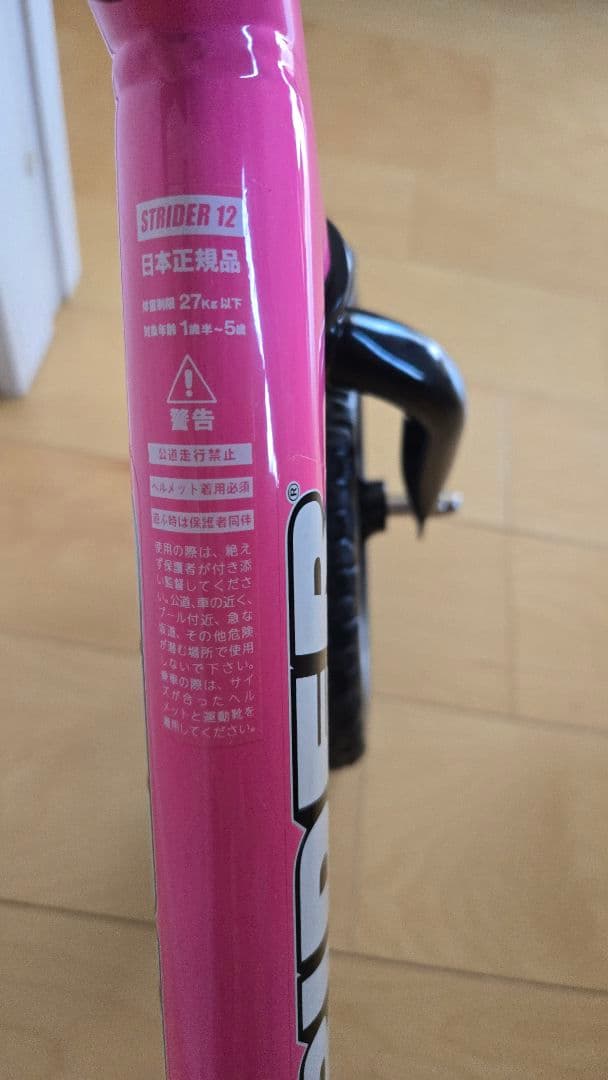 STRIDER 12
日本正規品
体重制限 27Kg 以下
対象年齢 1歳半～5歳
警告
公道走行禁止
ヘルメット着用必須
遊ぶ時は保護者同伴
使用の際は、絶え
ず保護者が付き添
い監督してくださ
い。公道、車の近く、
プール付近、急な
坂道、その他危険
が潜む場所で使用
しないで下さい。
乗車の際は、サイ
ズが合ったヘル
メットと運動靴を
着用してください。
STRIDER®